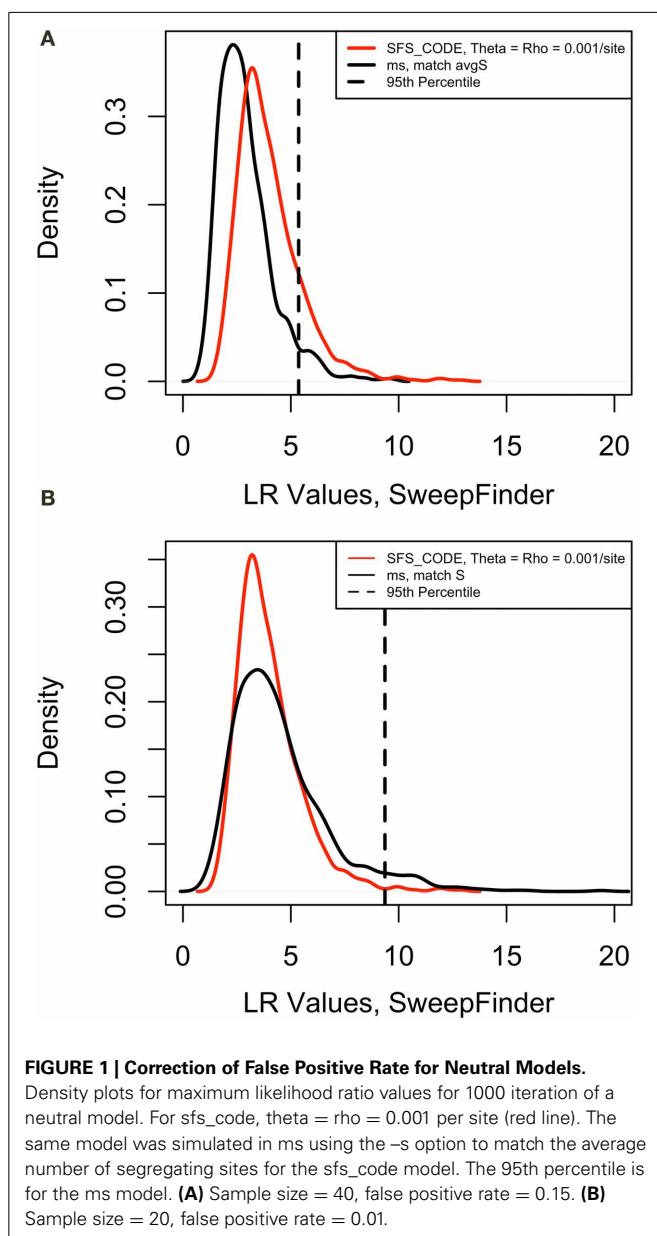 A
SFS_CODE, Theta = Rho = 0.001/site
ms, match avgS
95th Percentile
Density
0.3
0.2
0.1
0.0
0 5 10 15 20
LR Values, SweepFinder
B
SFS_CODE, Theta = Rho = 0.001/site
ms, match S
95th Percentile
Density
0.30
0.20
0.10
0.00
0 5 10 15 20
LR Values, SweepFinder
FIGURE 1 | Correction of False Positive Rate for Neutral Models.
Density plots for maximum likelihood ratio values for 1000 iteration of a
neutral model. For sfs_code, theta = rho = 0.001 per site (red line). The
same model was simulated in ms using the –s option to match the average
number of segregating sites for the sfs_code model. The 95th percentile is
for the ms model. (A) Sample size = 40, false positive rate = 0.15. (B)
Sample size = 20, false positive rate = 0.01.